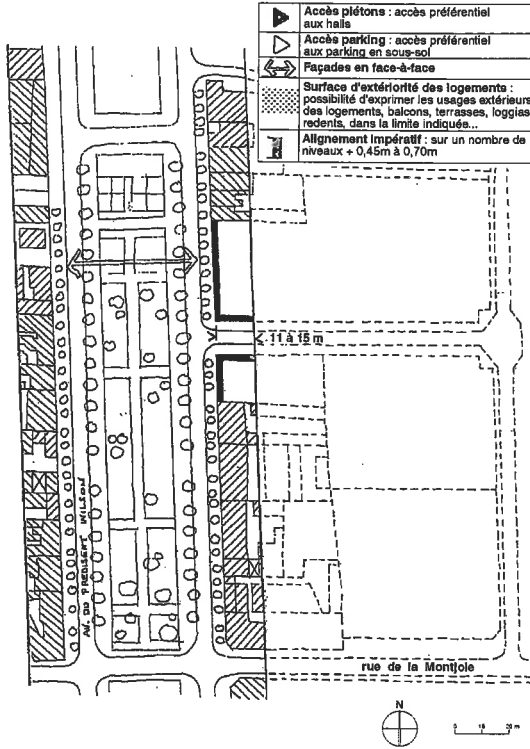 Accès piétons : accès préférentiel
aux halls
Accès parking : accès préférentiel
aux parking en sous-sol
Façades en face-à-face
Surface d'extériorité des logements :
possibilité d'exprimer les usages extérieurs
des logements, balcons, terrasses, loggias
redents, dans la limite indiquée...
Alignement impératif : sur un nombre de
niveaux + 0,45m à 0,70m
11 à 15 m
AV. DU PRESIDENT WILSON
rue de la Montjoie
N
0 10 20 m